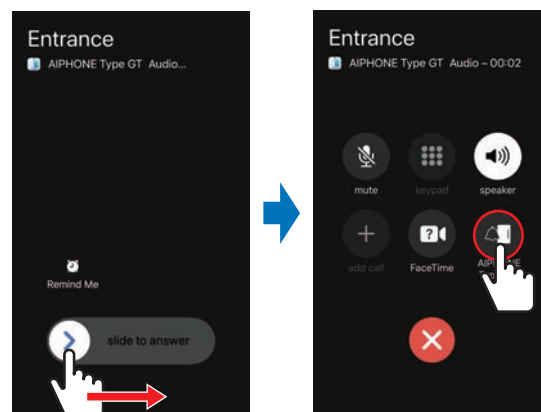 Entrance
AIPHONE Type GT Audio...
Remind Me
slide to answer
Entrance
AIPHONE Type GT Audio – 00:02
mute
keypad
speaker
add call
FaceTime